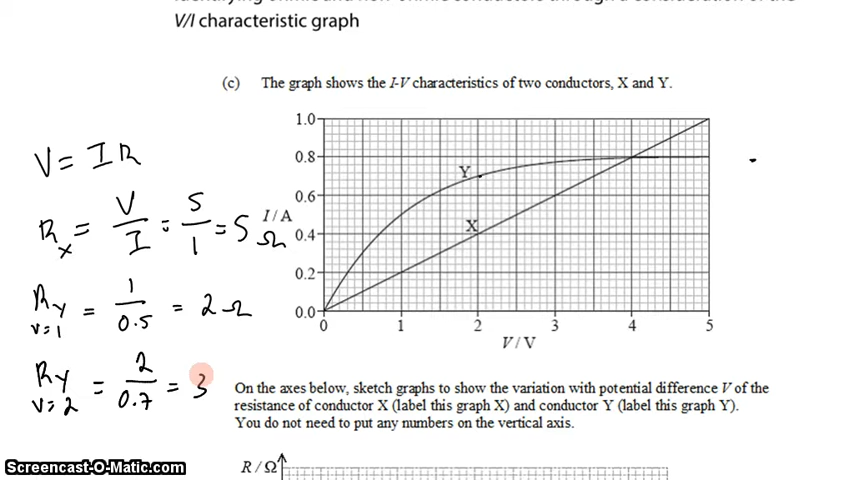 V/I characteristic graph
(c) The graph shows the I-V characteristics of two conductors, X and Y.
V = IR
R_X = V/I = 5/1 = 5 Ω
R_Y V=1 = 1/0.5 = 2 Ω
R_Y V=2 = 2/0.7 = 3
1.0
0.8
0.6
I / A
0.4
0.2
0.0
Y
X
0 1 2 3 4 5
V / V
On the axes below, sketch graphs to show the variation with potential difference V of the
resistance of conductor X (label this graph X) and conductor Y (label this graph Y).
You do not need to put any numbers on the vertical axis.
R / Ω
Screencast-O-Matic.com